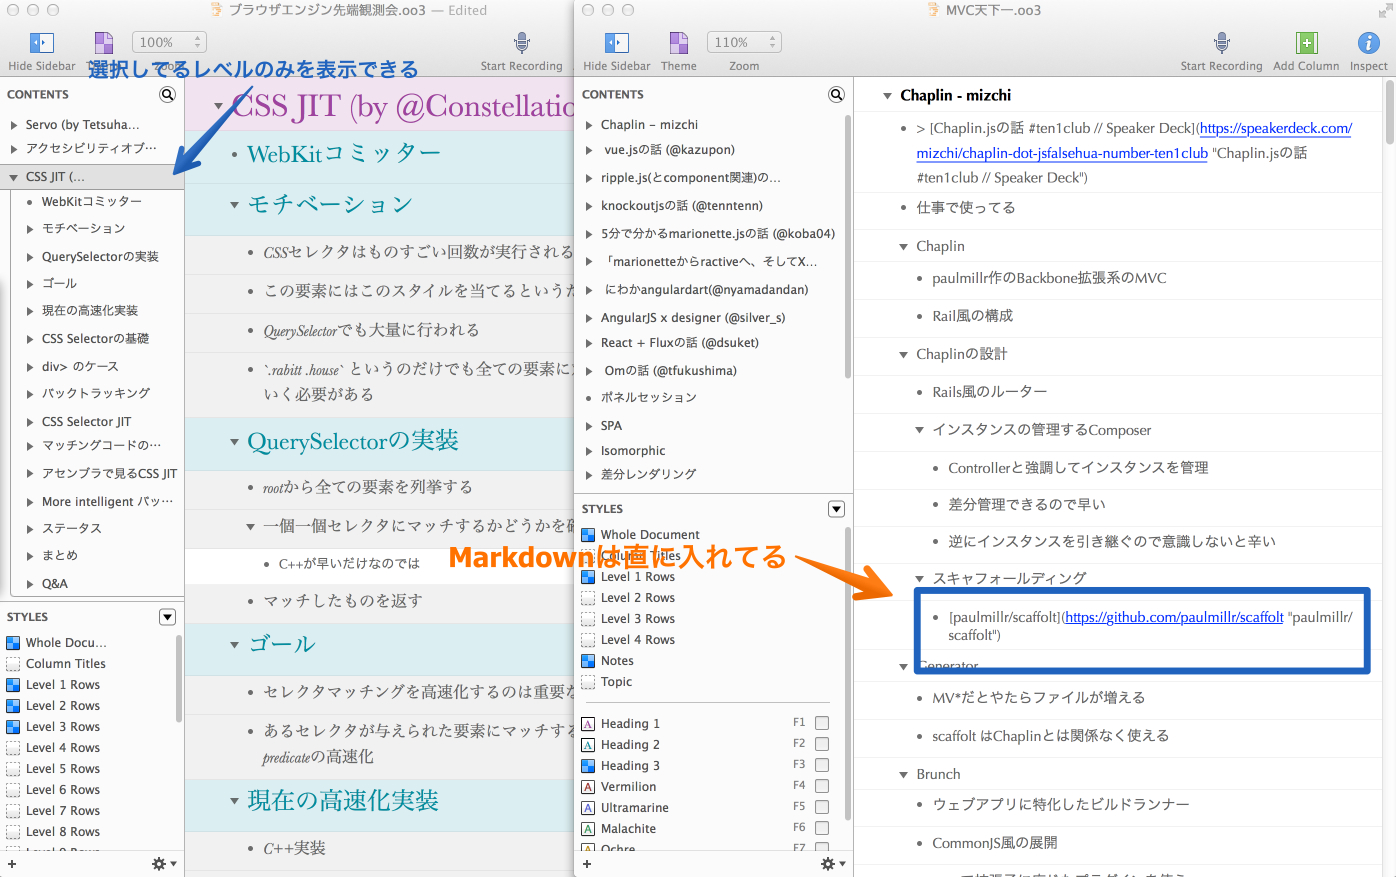 ブラウザエンジン先端観測会.oo3 — Edited
100%
Hide Sidebar
Start Recording
選択してるレベルのみを表示できる
CONTENTS
Servo (by Tetsuha...
アクセシビリティオブ...
CSS JIT (...
WebKitコミッター
モチベーション
QuerySelectorの実装
ゴール
現在の高速化実装
CSS Selectorの基礎
div> のケース
バックトラッキング
CSS Selector JIT
マッチングコードの...
アセンブラで見るCSS JIT
More intelligent バッ...
ステータス
まとめ
Q&A
STYLES
Whole Docu...
Column Titles
Level 1 Rows
Level 2 Rows
Level 3 Rows
Level 4 Rows
Level 5 Rows
Level 6 Rows
Level 7 Rows
Level 8 Rows
CSS JIT (by @Constellatio
WebKitコミッター
モチベーション
CSSセレクタはものすごい回数が実行される
この要素にはこのスタイルを当てるというた
QuerySelectorでも大量に行われる
`.rabitt .house` というのだけでも全ての要素に
いく必要がある
QuerySelectorの実装
rootから全ての要素を列挙する
一個一個セレクタにマッチするかどうかを確
C++が早いだけなのでは
マッチしたものを返す
ゴール
セレクタマッチングを高速化するのは重要な
あるセレクタが与えられた要素にマッチする
predicateの高速化
現在の高速化実装
C++実装
MVC天下一.oo3
110%
Hide Sidebar
Theme
Zoom
Start Recording
Add Column
Inspect
CONTENTS
Chaplin - mizchi
vue.jsの話 (@kazupon)
ripple.js(とcomponent関連)の...
knockoutjsの話 (@tenntenn)
5分で分かるmarionette.jsの話 (@koba04)
「marionetteからractiveへ、そしてX...
にわかangulardart(@nyamadandan)
AngularJS x designer (@silver_s)
React + Fluxの話 (@dsuket)
Omの話 (@tfukushima)
パネルセッション
SPA
Isomorphic
差分レンダリング
STYLES
Whole Document
Column Titles
Level 1 Rows
Level 2 Rows
Level 3 Rows
Level 4 Rows
Notes
Topic
Heading 1 F1
Heading 2 F2
Heading 3 F3
Vermilion F4
Ultramarine F5
Malachite F6
Ochre F7
Markdownは直に入れてる
Chaplin - mizchi
> [Chaplin.jsの話 #ten1club // Speaker Deck](https://speakerdeck.com/
mizchi/chaplin-dot-jsfalsehua-number-ten1club "Chaplin.jsの話
#ten1club // Speaker Deck")
仕事で使ってる
Chaplin
paulmillr作のBackbone拡張系のMVC
Rail風の構成
Chaplinの設計
Rails風のルーター
インスタンスの管理するComposer
Controllerと強調してインスタンスを管理
差分管理できるので早い
逆にインスタンスを引き継ぐので意識しないと辛い
スキャフォールディング
[paulmillr/scaffolt](https://github.com/paulmillr/scaffolt "paulmillr/
scaffolt")
Generator
MV*だとやたらファイルが増える
scaffolt はChaplinとは関係なく使える
Brunch
ウェブアプリに特化したビルドランナー
CommonJS風の展開